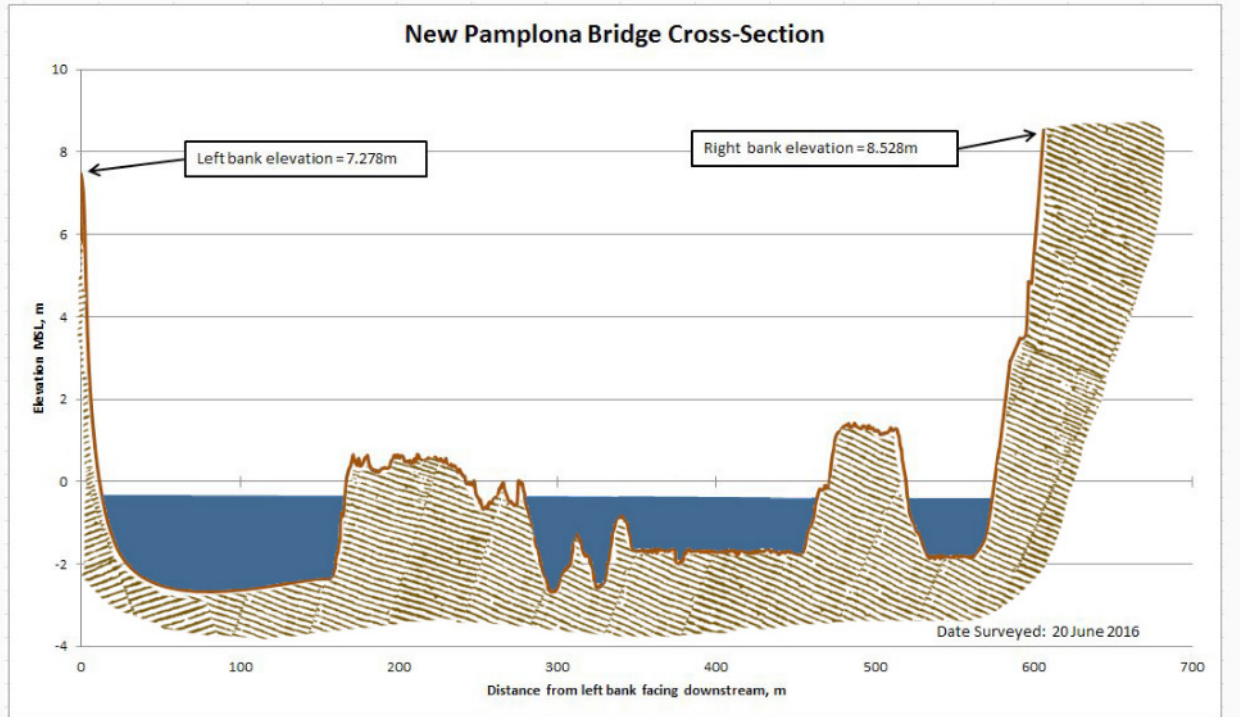 New Pamplona Bridge Cross-Section
10
Left bank elevation = 7.278m
Right bank elevation = 8.528m
8
6
4
2
0
-2
-4
Elevation MSL, m
Date Surveyed: 20 June 2016
0 100 200 300 400 500 600 700
Distance from left bank facing downstream, m